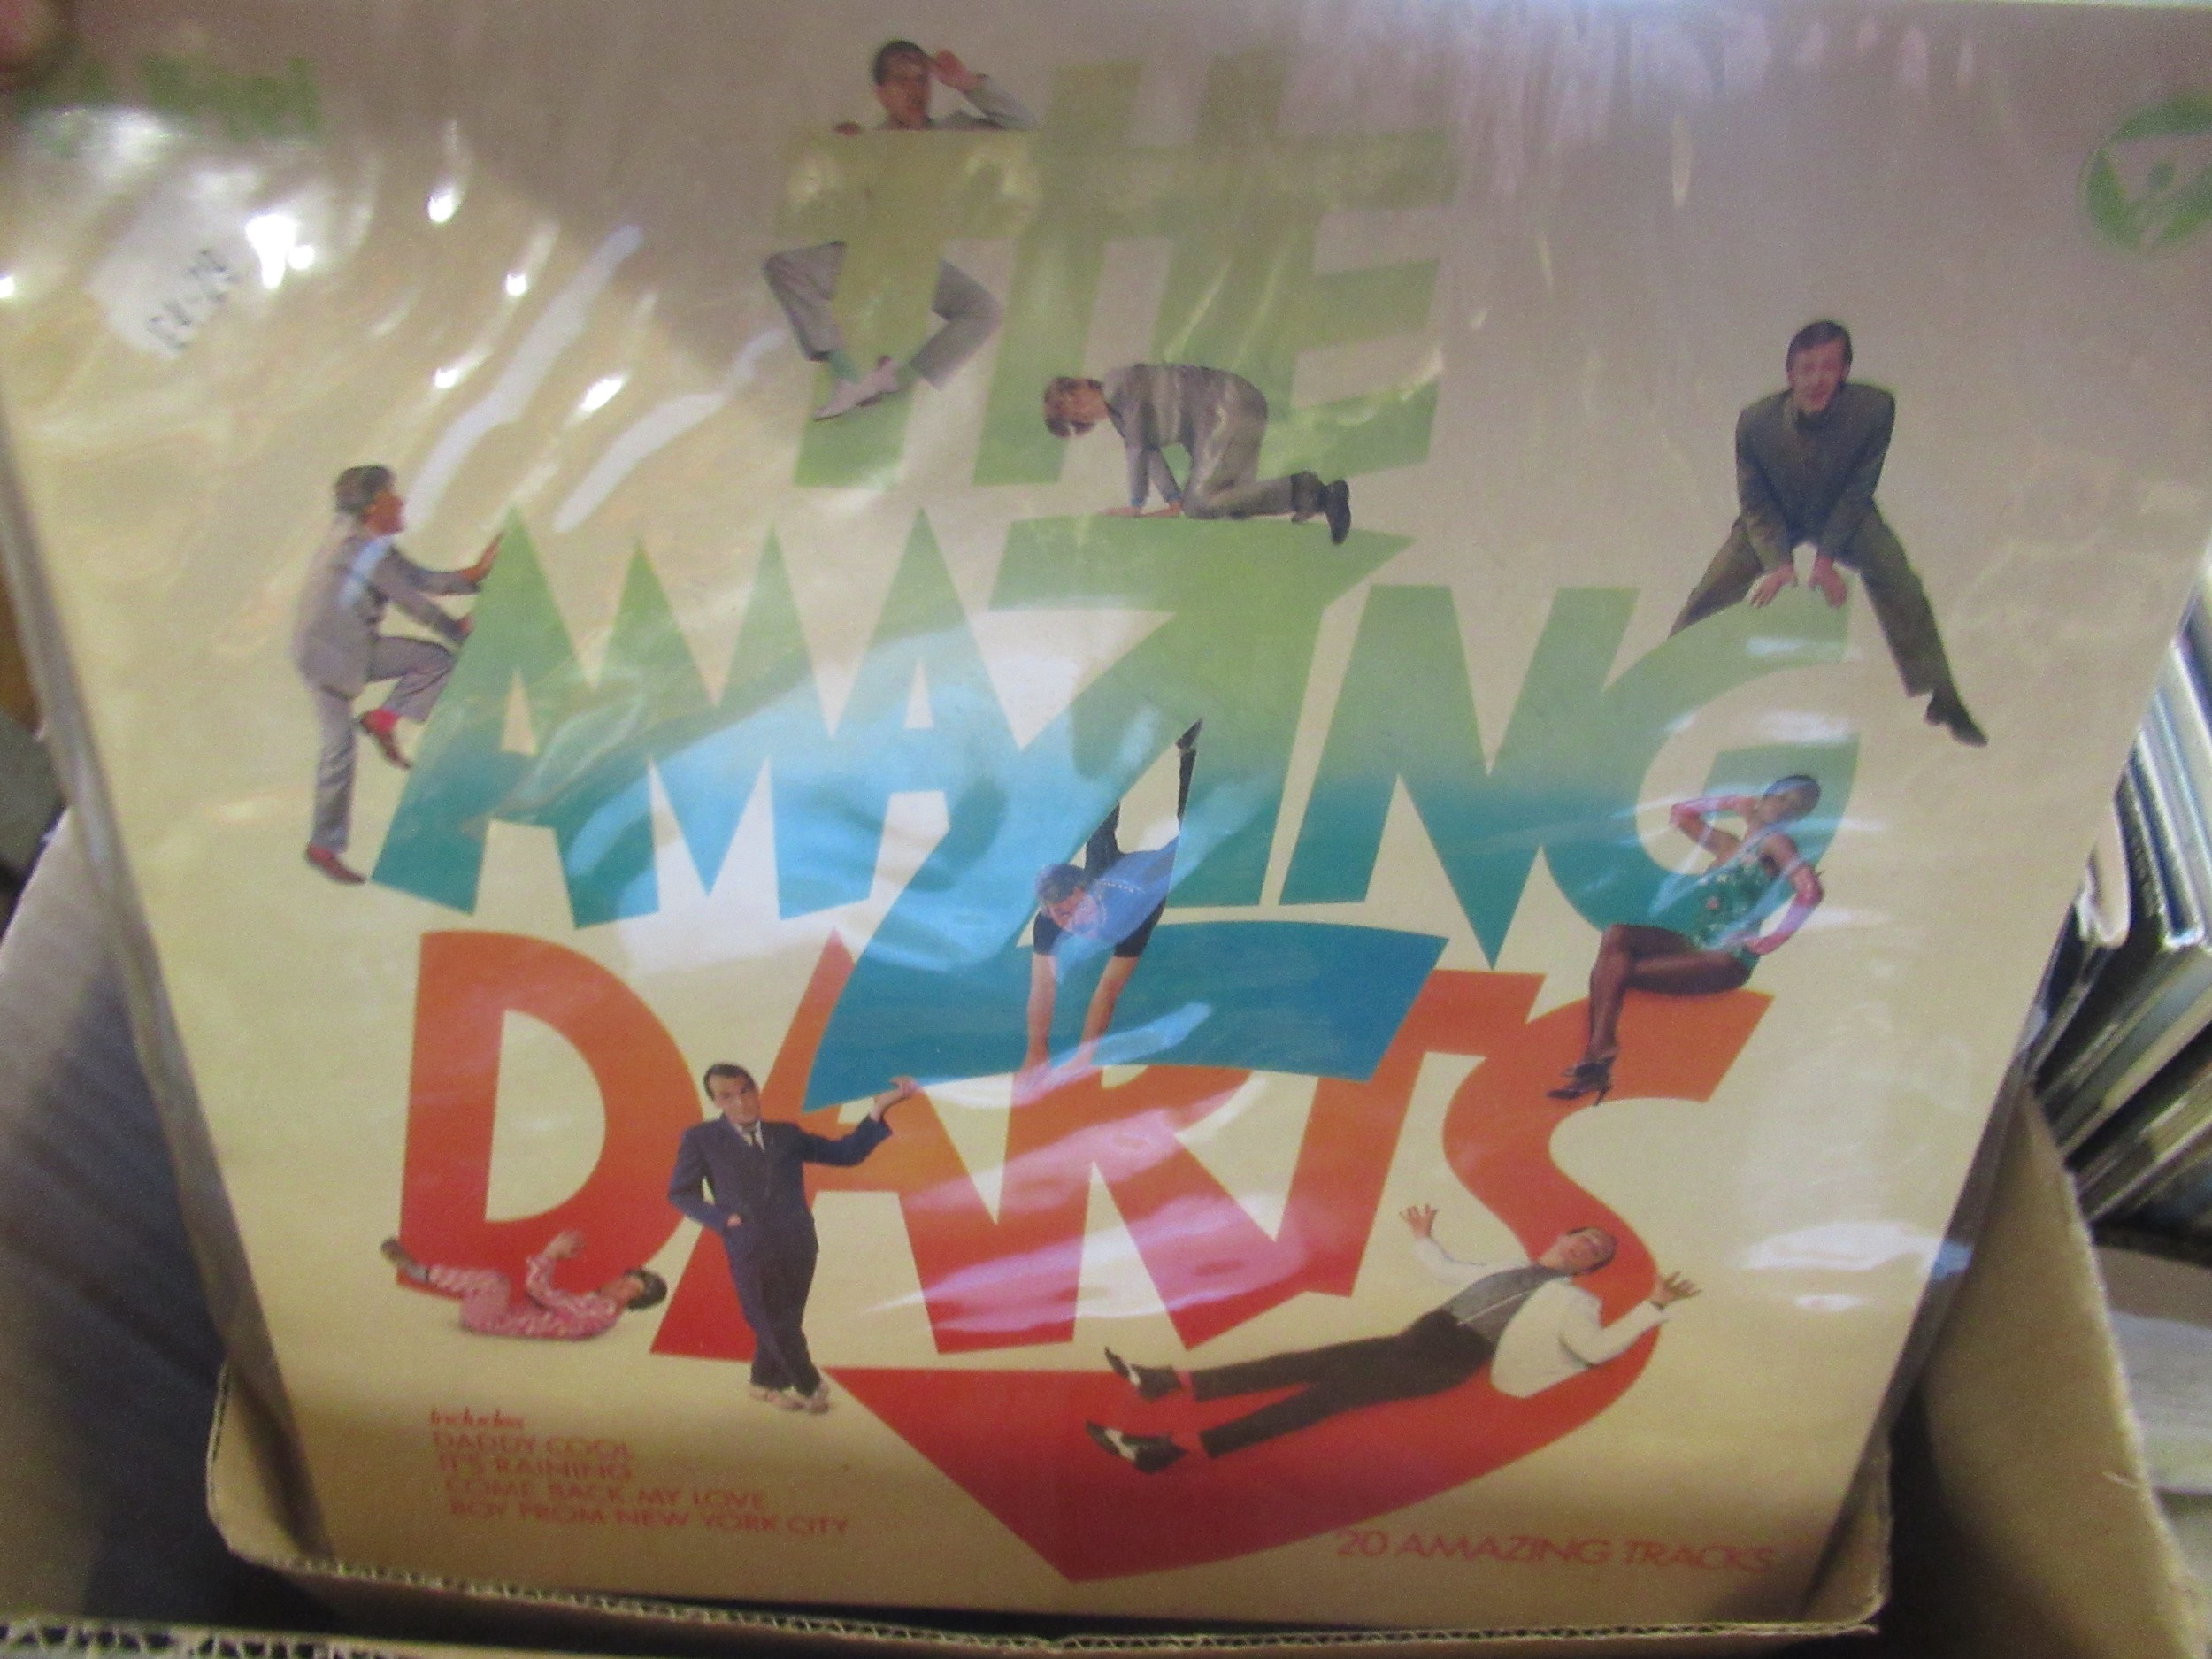 THE
AMAZING
DARTS
Includes
DADDY COOL
IT'S RAINING
COME BACK MY LOVE
BOY FROM NEW YORK CITY
20 AMAZING TRACKS